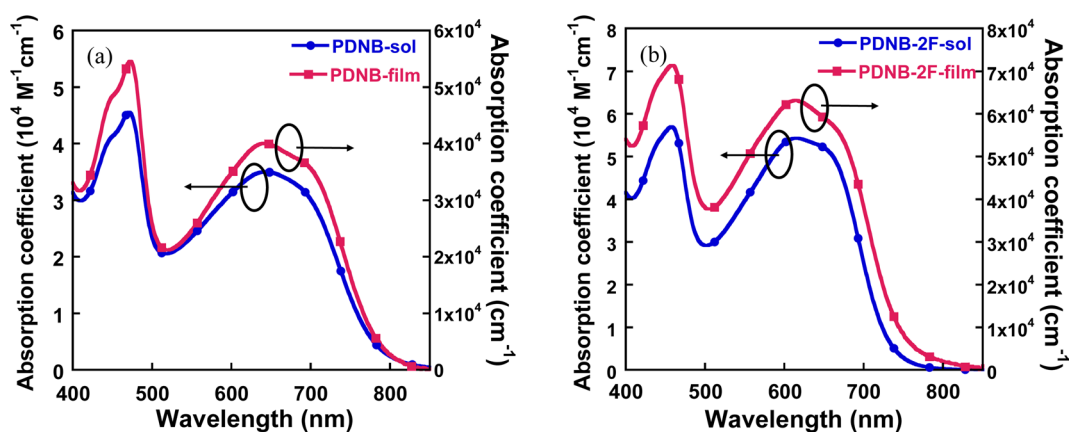 (a)
PDNB-sol
PDNB-film
Absorption coefficient (10⁴ M⁻¹cm⁻¹)
6
5
4
3
2
1
0
400 500 600 700 800
Wavelength (nm)
6x10⁴
5x10⁴
4x10⁴
3x10⁴
2x10⁴
1x10⁴
0
Absorption coefficient (cm⁻¹)
(b)
PDNB-2F-sol
PDNB-2F-film
Absorption coefficient (10⁴ M⁻¹cm⁻¹)
8
7
6
5
4
3
2
1
0
400 500 600 700 800
Wavelength (nm)
8x10⁴
7x10⁴
6x10⁴
5x10⁴
4x10⁴
3x10⁴
2x10⁴
1x10⁴
0
Absorption coefficient (cm⁻¹)